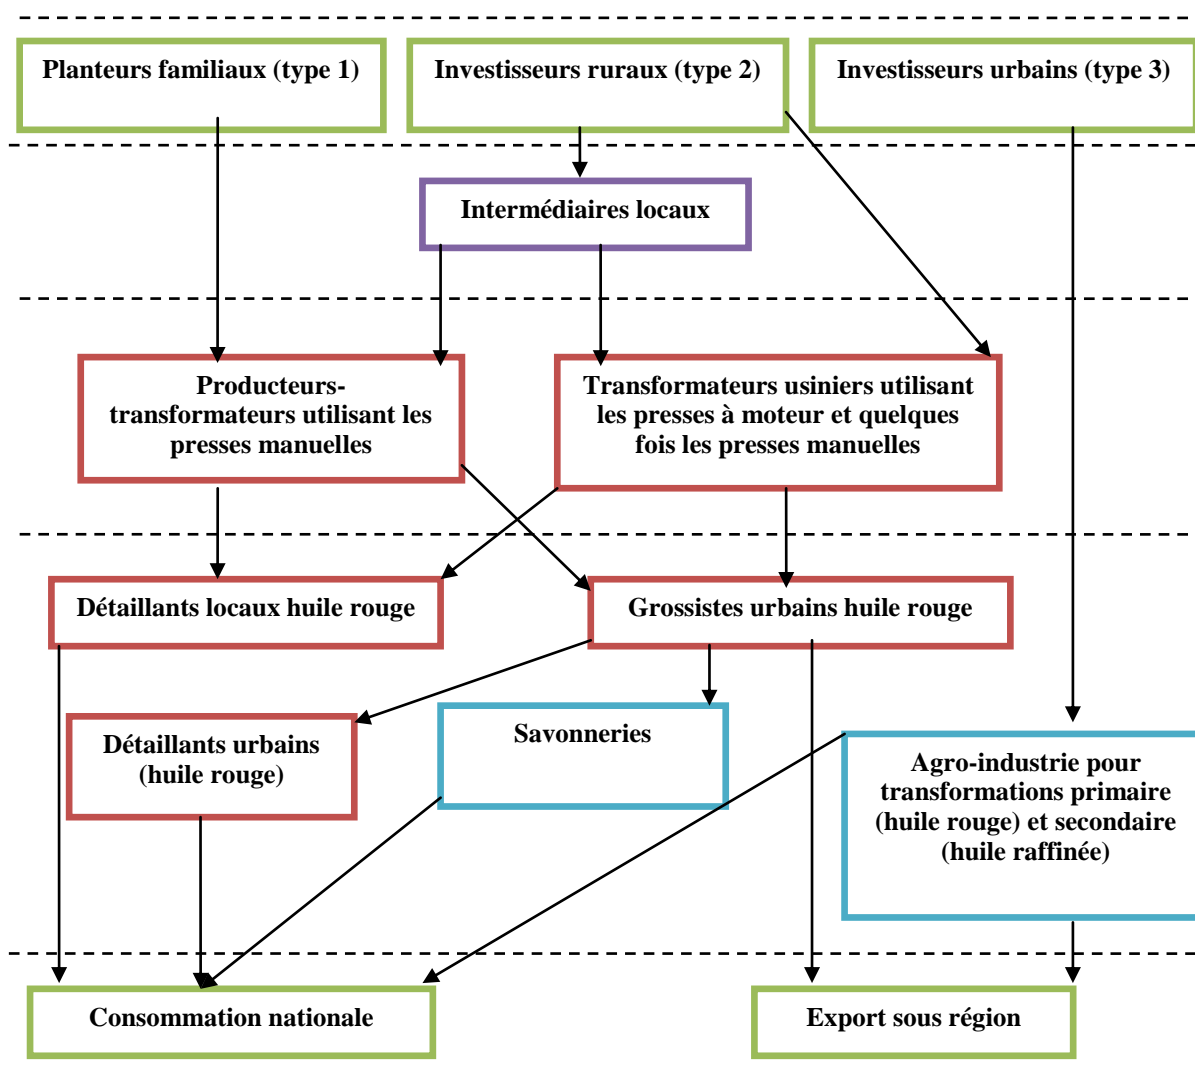 Planteurs familiaux (type 1)
Investisseurs ruraux (type 2)
Investisseurs urbains (type 3)
Intermédiaires locaux
Producteurs-
transformateurs utilisant les
presses manuelles
Transformateurs usiniers utilisant
les presses à moteur et quelques
fois les presses manuelles
Détaillants locaux huile rouge
Grossistes urbains huile rouge
Détaillants urbains
(huile rouge)
Savonneries
Agro-industrie pour
transformations primaire
(huile rouge) et secondaire
(huile raffinée)
Consommation nationale
Export sous région